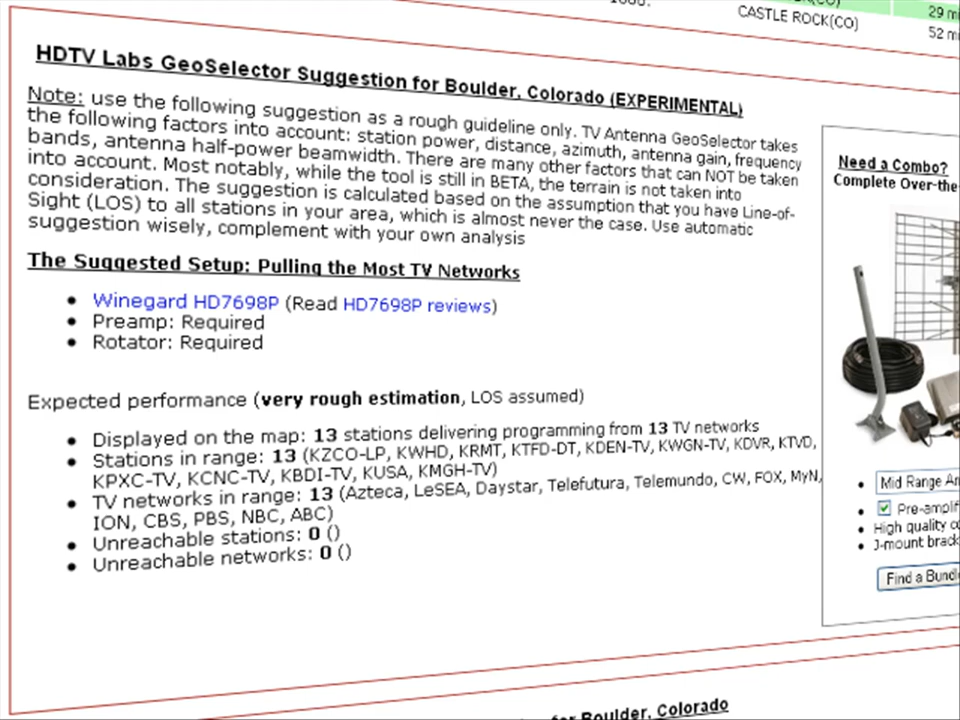 CASTLE ROCK(CO)
29 mi
52 mi
HDTV Labs GeoSelector Suggestion for Boulder, Colorado (EXPERIMENTAL)
Note: use the following suggestion as a rough guideline only. TV Antenna GeoSelector takes
the following factors into account: station power, distance, azimuth, antenna gain, frequency
bands, antenna half-power beamwidth. There are many other factors that can NOT be taken
into account. Most notably, while the tool is still in BETA, the terrain is not taken into
consideration. The suggestion is calculated based on the assumption that you have Line-of-
Sight (LOS) to all stations in your area, which is almost never the case. Use automatic
suggestion wisely, complement with your own analysis
The Suggested Setup: Pulling the Most TV Networks
Winegard HD7698P (Read HD7698P reviews)
Preamp: Required
Rotator: Required
Expected performance (very rough estimation, LOS assumed)
Displayed on the map: 13 stations delivering programming from 13 TV networks
Stations in range: 13 (KZCO-LP, KWHD, KRMT, KTFD-DT, KDEN-TV, KWGN-TV, KDVR, KTVD,
KPXC-TV, KCNC-TV, KBDI-TV, KUSA, KMGH-TV)
TV networks in range: 13 (Azteca, LeSEA, Daystar, Telefutura, Telemundo, CW, FOX, MyN,
ION, CBS, PBS, NBC, ABC)
Unreachable stations: 0 ()
Unreachable networks: 0 ()
Need a Combo?
Complete Over-the-
Mid Range An
Pre-amplif
High quality co
J-mount brack
Find a Bundle
for Boulder, Colorado